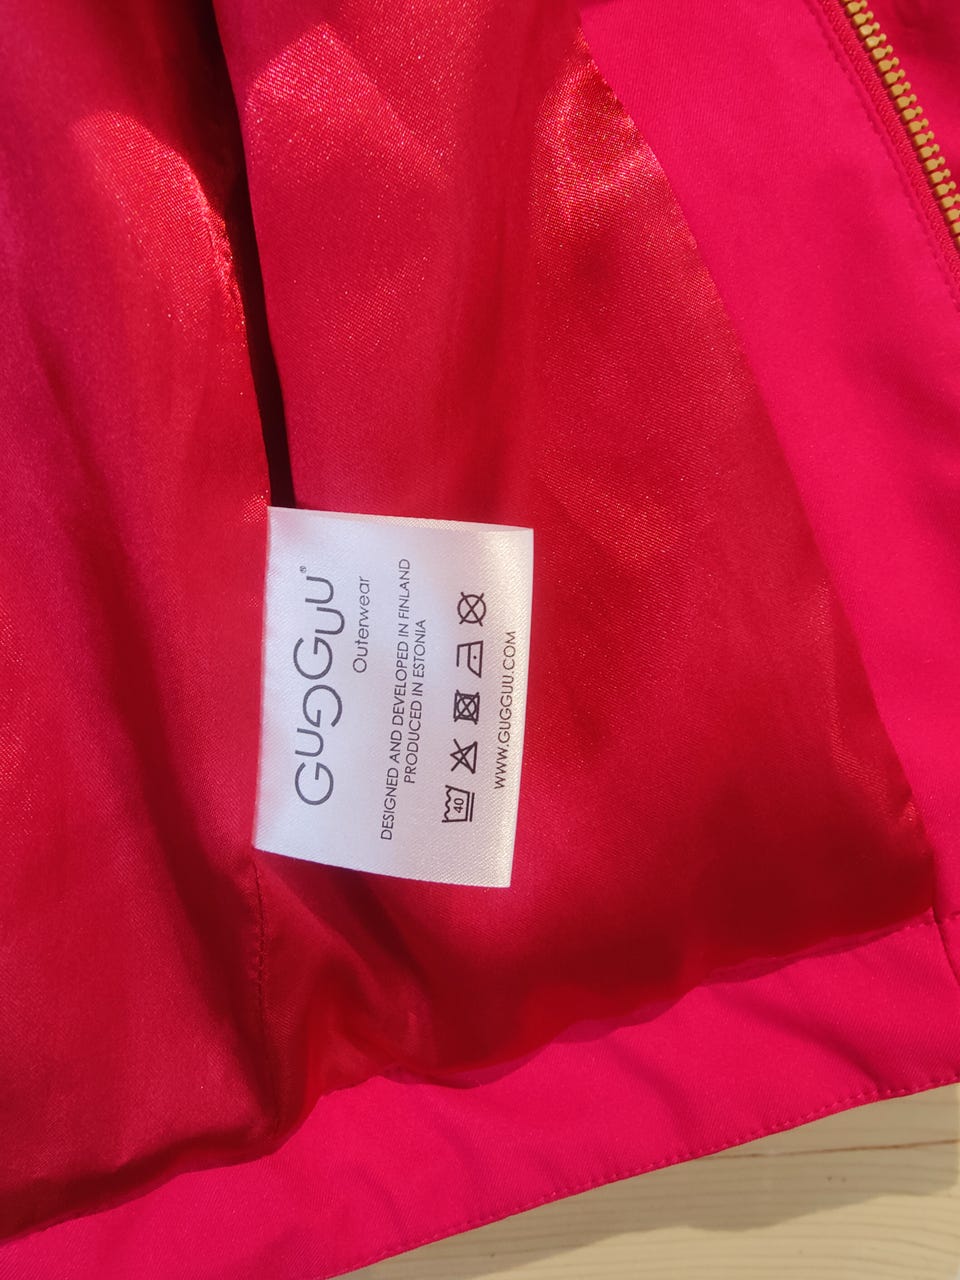 GUGGUU®
Outerwear
DESIGNED AND DEVELOPED IN FINLAND
PRODUCED IN ESTONIA
40
WWW.GUGGUU.COM